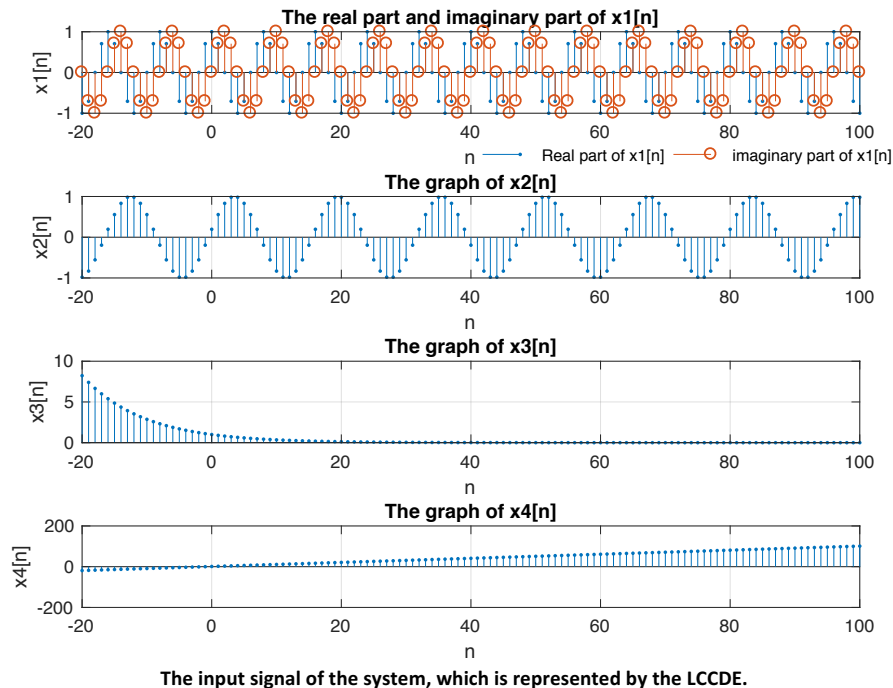 The real part and imaginary part of x1[n]
x1[n]
1
0
-1
-20 0 20 40 60 80 100
n
Real part of x1[n] imaginary part of x1[n]
The graph of x2[n]
x2[n]
1
0
-1
-20 0 20 40 60 80 100
n
The graph of x3[n]
x3[n]
10
5
0
-20 0 20 40 60 80 100
n
The graph of x4[n]
x4[n]
200
0
-200
-20 0 20 40 60 80 100
n
The input signal of the system, which is represented by the LCCDE.